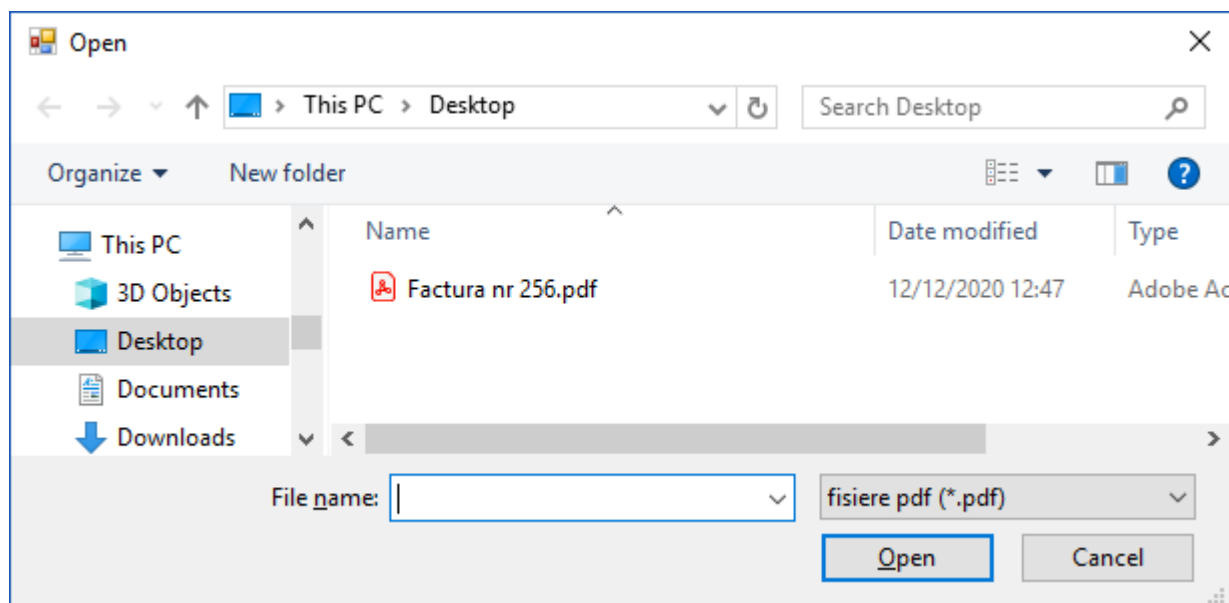 Open
This PC > Desktop
Search Desktop
Organize
New folder
?
Name
Date modified
Type
This PC
3D Objects
Desktop
Documents
Downloads
Factura nr 256.pdf
12/12/2020 12:47
Adobe Ac
File name:
fisiere pdf (*.pdf)
Open
Cancel